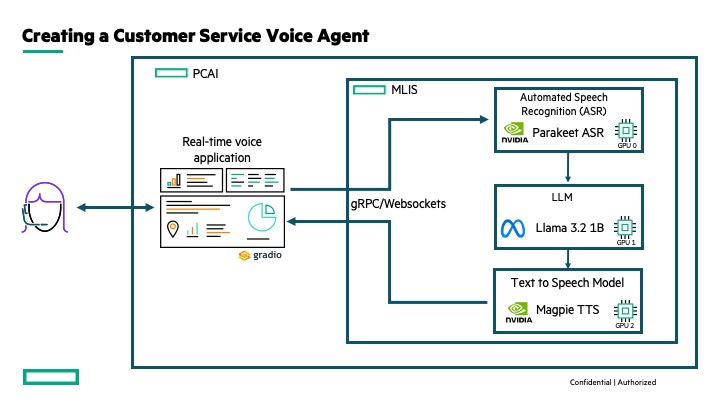 Creating a Customer Service Voice Agent
PCAI
MLIS
Real-time voice
application
gradio
gRPC/Websockets
Automated Speech
Recognition (ASR)
NVIDIA
Parakeet ASR
GPU 0
LLM
Llama 3.2 1B
GPU 1
Text to Speech Model
NVIDIA
Magpie TTS
GPU 2
Confidential | Authorized